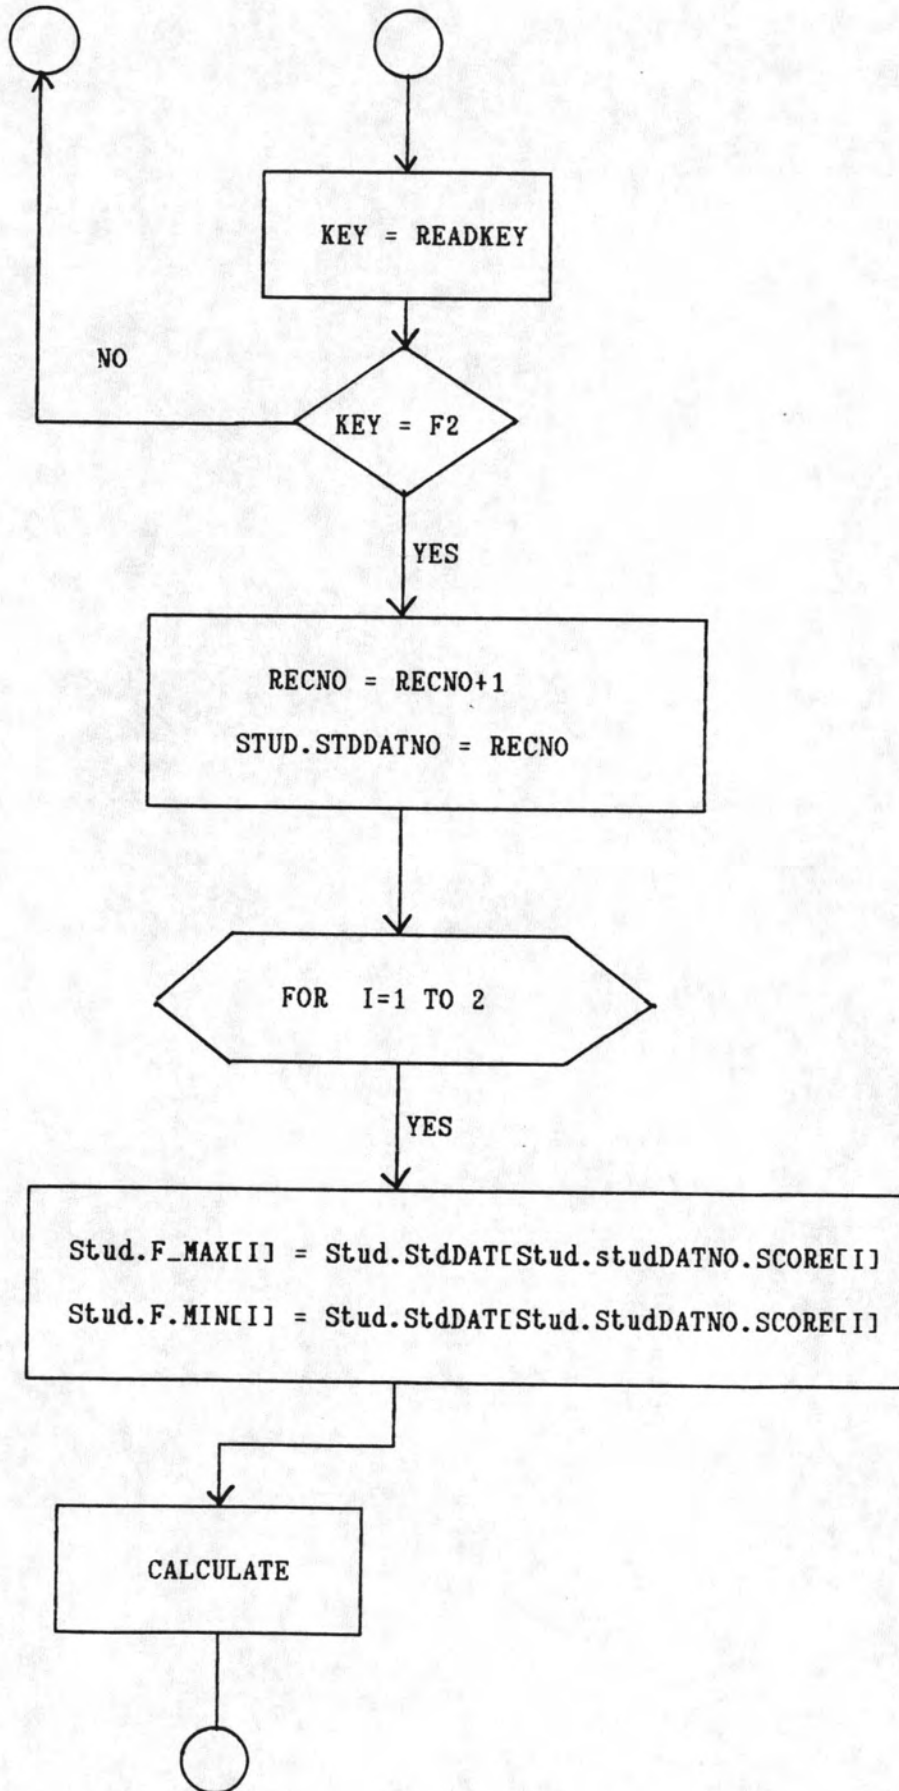 KEY = READKEY
NO
KEY = F2
YES
RECNO = RECNO+1
STUD.STDDATNO = RECNO
FOR I=1 TO 2
YES
Stud.F_MAX[I] = Stud.StdDAT[Stud.studDATNO.SCORE[I]
Stud.F.MIN[I] = Stud.StdDAT[Stud.StudDATNO.SCORE[I]
CALCULATE